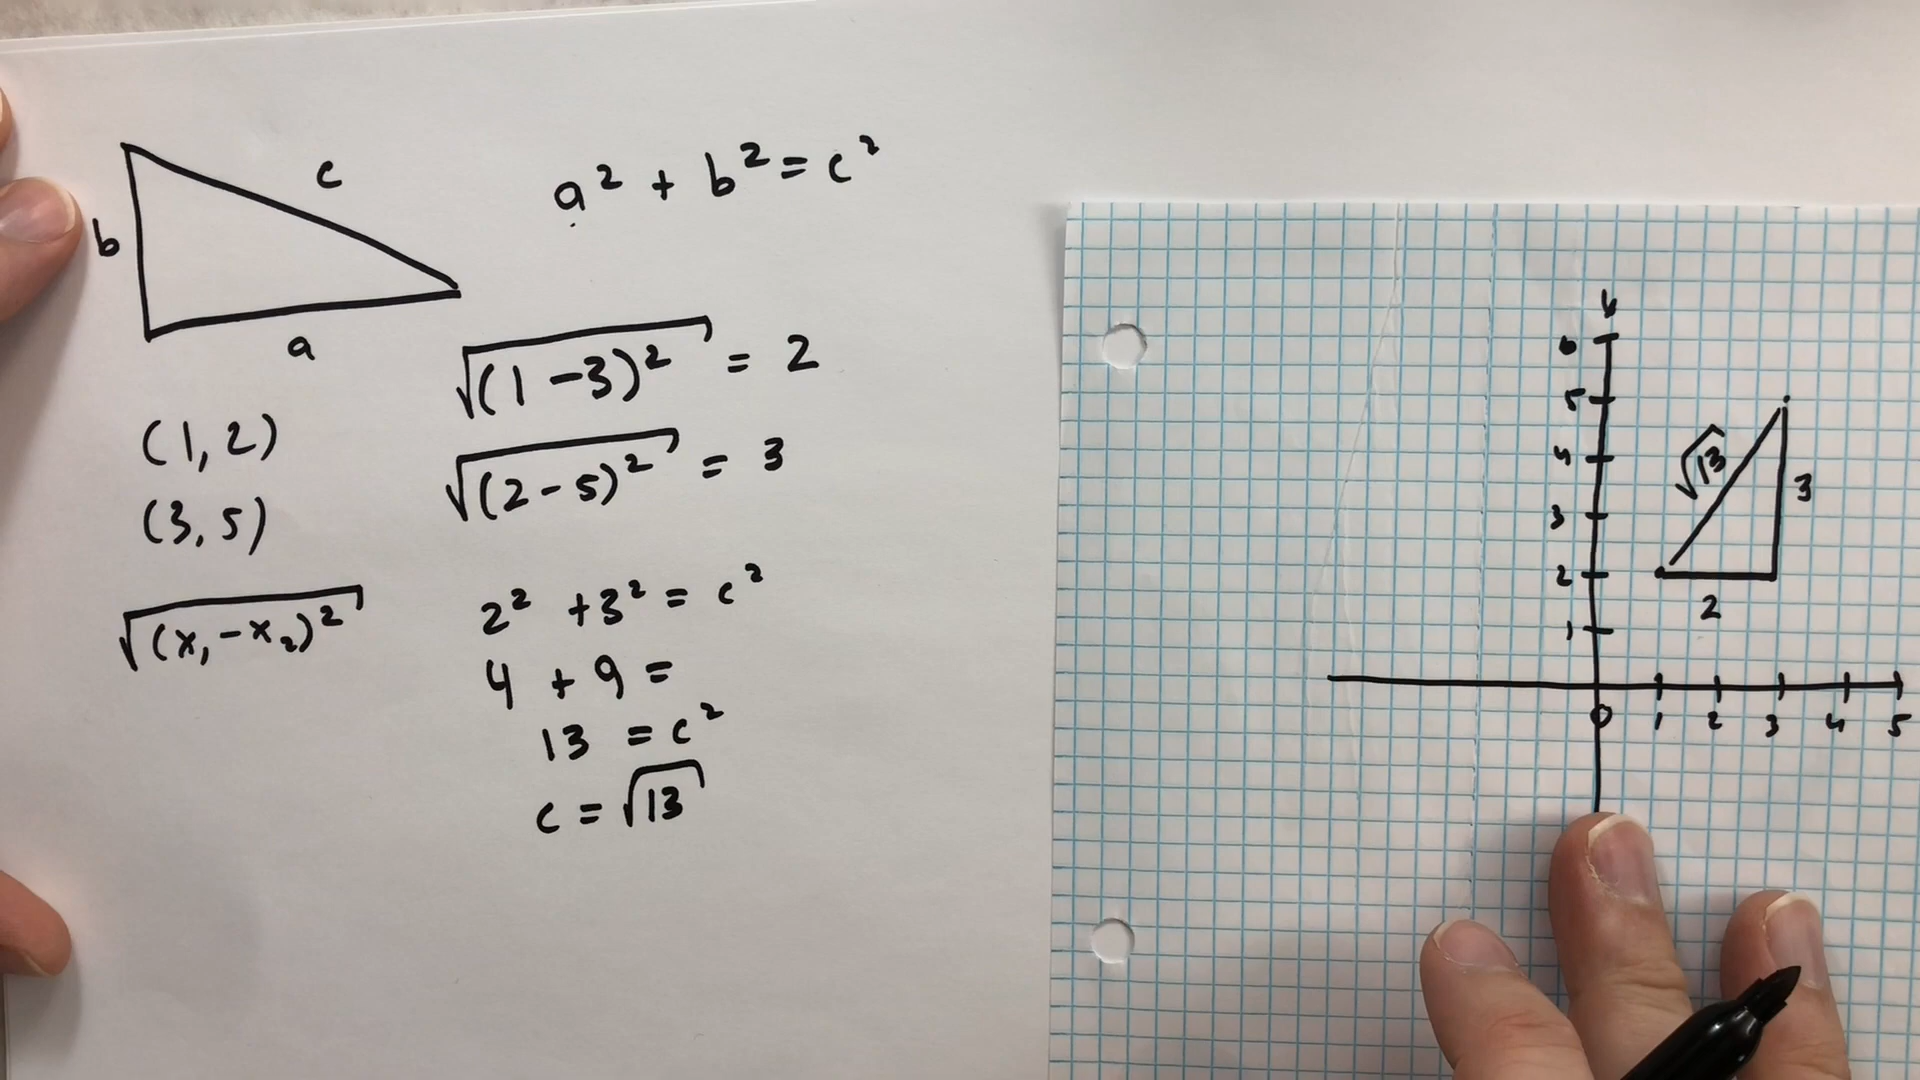 c
a² + b² = c²
b
a
√(1-3)² = 2
(1,2)
√(2-5)² = 3
(3,5)
√(x₁-x₂)²
2² +3² = c²
4 + 9 =
13 = c²
c = √13
6
5
4
3
2
1
√13
3
2
0 1 2 3 4 5